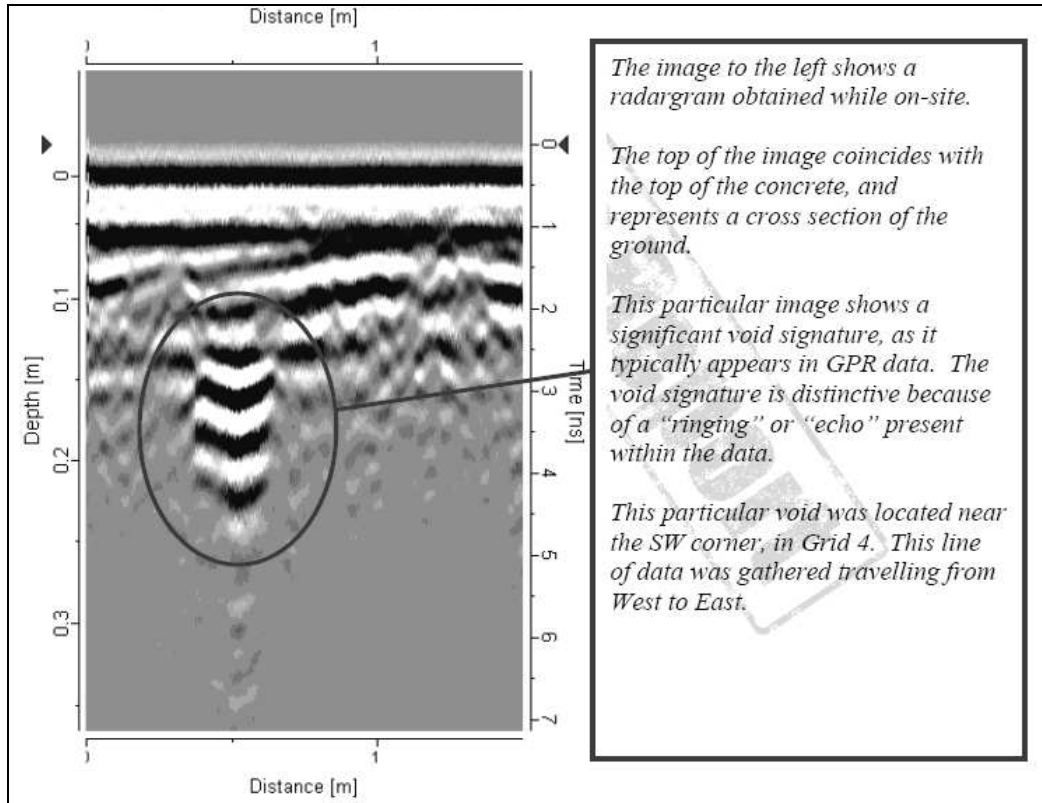 Distance [m]
0
1
0
0
0,1
0,2
0,3
Depth [m]
1
2
3
4
5
6
7
Time [ns]
0
1
Distance [m]
The image to the left shows a
radargram obtained while on-site.
The top of the image coincides with
the top of the concrete, and
represents a cross section of the
ground.
This particular image shows a
significant void signature, as it
typically appears in GPR data.  The
void signature is distinctive because
of a “ringing” or “echo” present
within the data.
This particular void was located near
the SW corner, in Grid 4.  This line
of data was gathered travelling from
West to East.